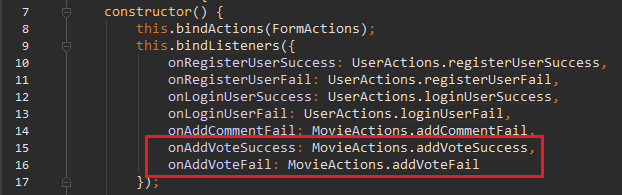 7 constructor() {
8 this.bindActions(FormActions);
9 this.bindListeners({
10 onRegisterUserSuccess: UserActions.registerUserSuccess,
11 onRegisterUserFail: UserActions.registerUserFail,
12 onLoginUserSuccess: UserActions.loginUserSuccess,
13 onLoginUserFail: UserActions.loginUserFail,
14 onAddCommentFail: MovieActions.addCommentFail,
15 onAddVoteSuccess: MovieActions.addVoteSuccess,
16 onAddVoteFail: MovieActions.addVoteFail
17 });